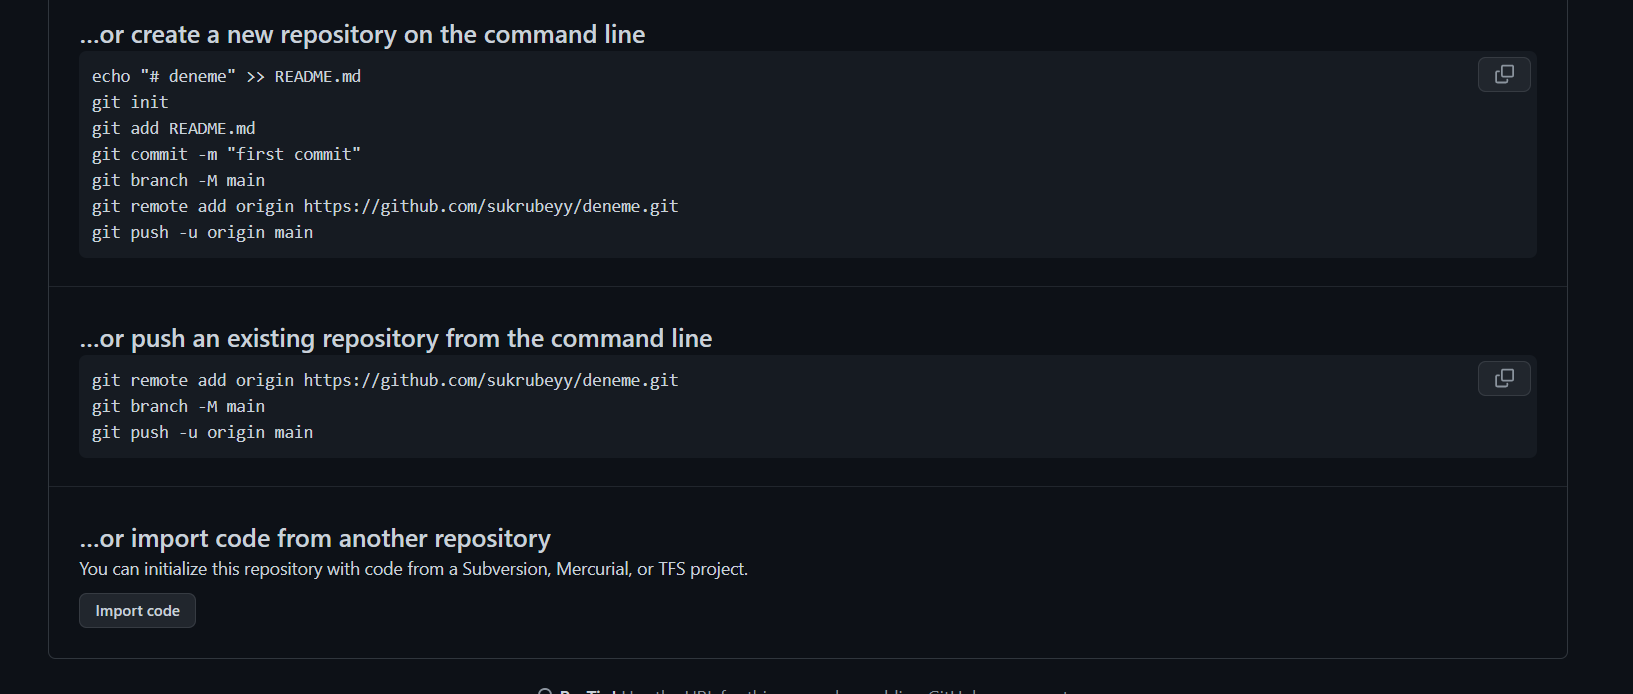 ...or create a new repository on the command line
echo "# deneme" >> README.md
git init
git add README.md
git commit -m "first commit"
git branch -M main
git remote add origin https://github.com/sukrubeyy/deneme.git
git push -u origin main
...or push an existing repository from the command line
git remote add origin https://github.com/sukrubeyy/deneme.git
git branch -M main
git push -u origin main
...or import code from another repository
You can initialize this repository with code from a Subversion, Mercurial, or TFS project.
Import code